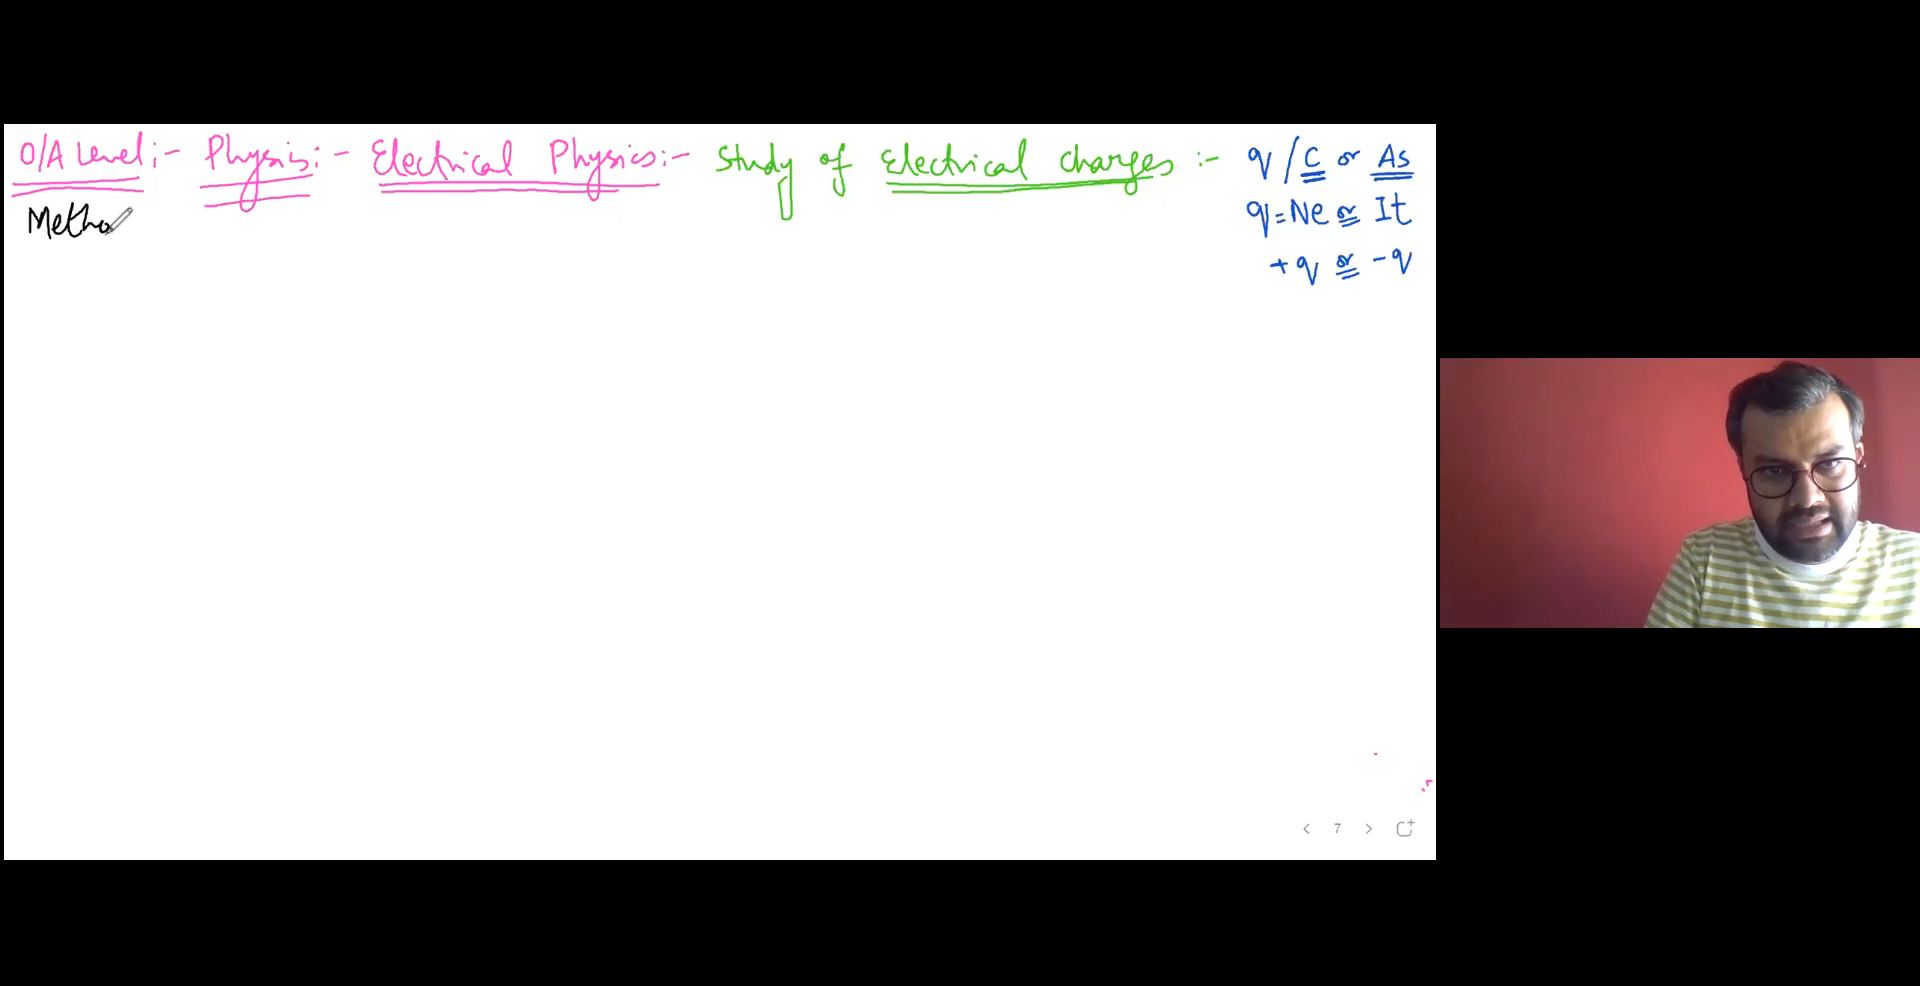 O/A Level:- Physics:- Electrical Physics:- Study of Electrical charges:- q/C or As
q=Ne or It
+q or -q
Metho
7